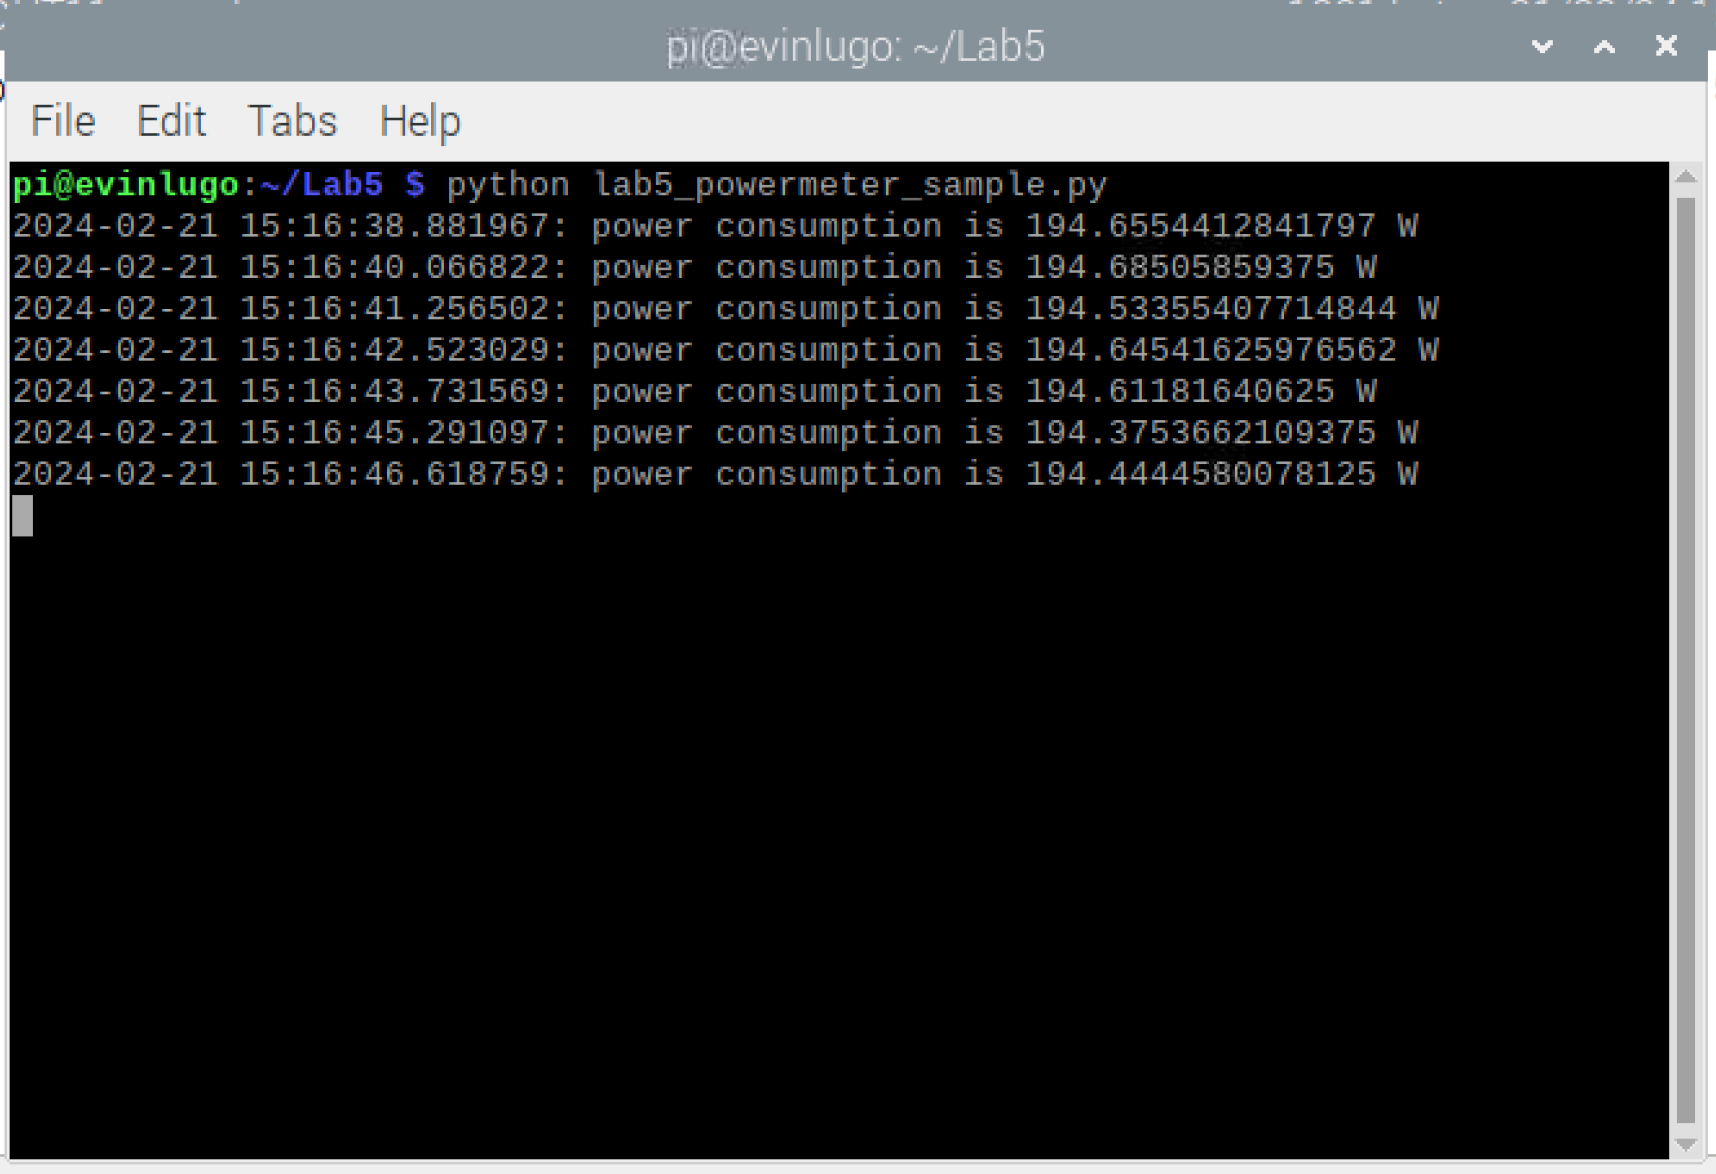 pi@evinlugo: ~/Lab5
File Edit Tabs Help
pi@evinlugo:~/Lab5 $ python lab5_powermeter_sample.py
2024-02-21 15:16:38.881967: power consumption is 194.6554412841797 W
2024-02-21 15:16:40.066822: power consumption is 194.68505859375 W
2024-02-21 15:16:41.256502: power consumption is 194.53355407714844 W
2024-02-21 15:16:42.523029: power consumption is 194.64541625976562 W
2024-02-21 15:16:43.731569: power consumption is 194.61181640625 W
2024-02-21 15:16:45.291097: power consumption is 194.3753662109375 W
2024-02-21 15:16:46.618759: power consumption is 194.4444580078125 W